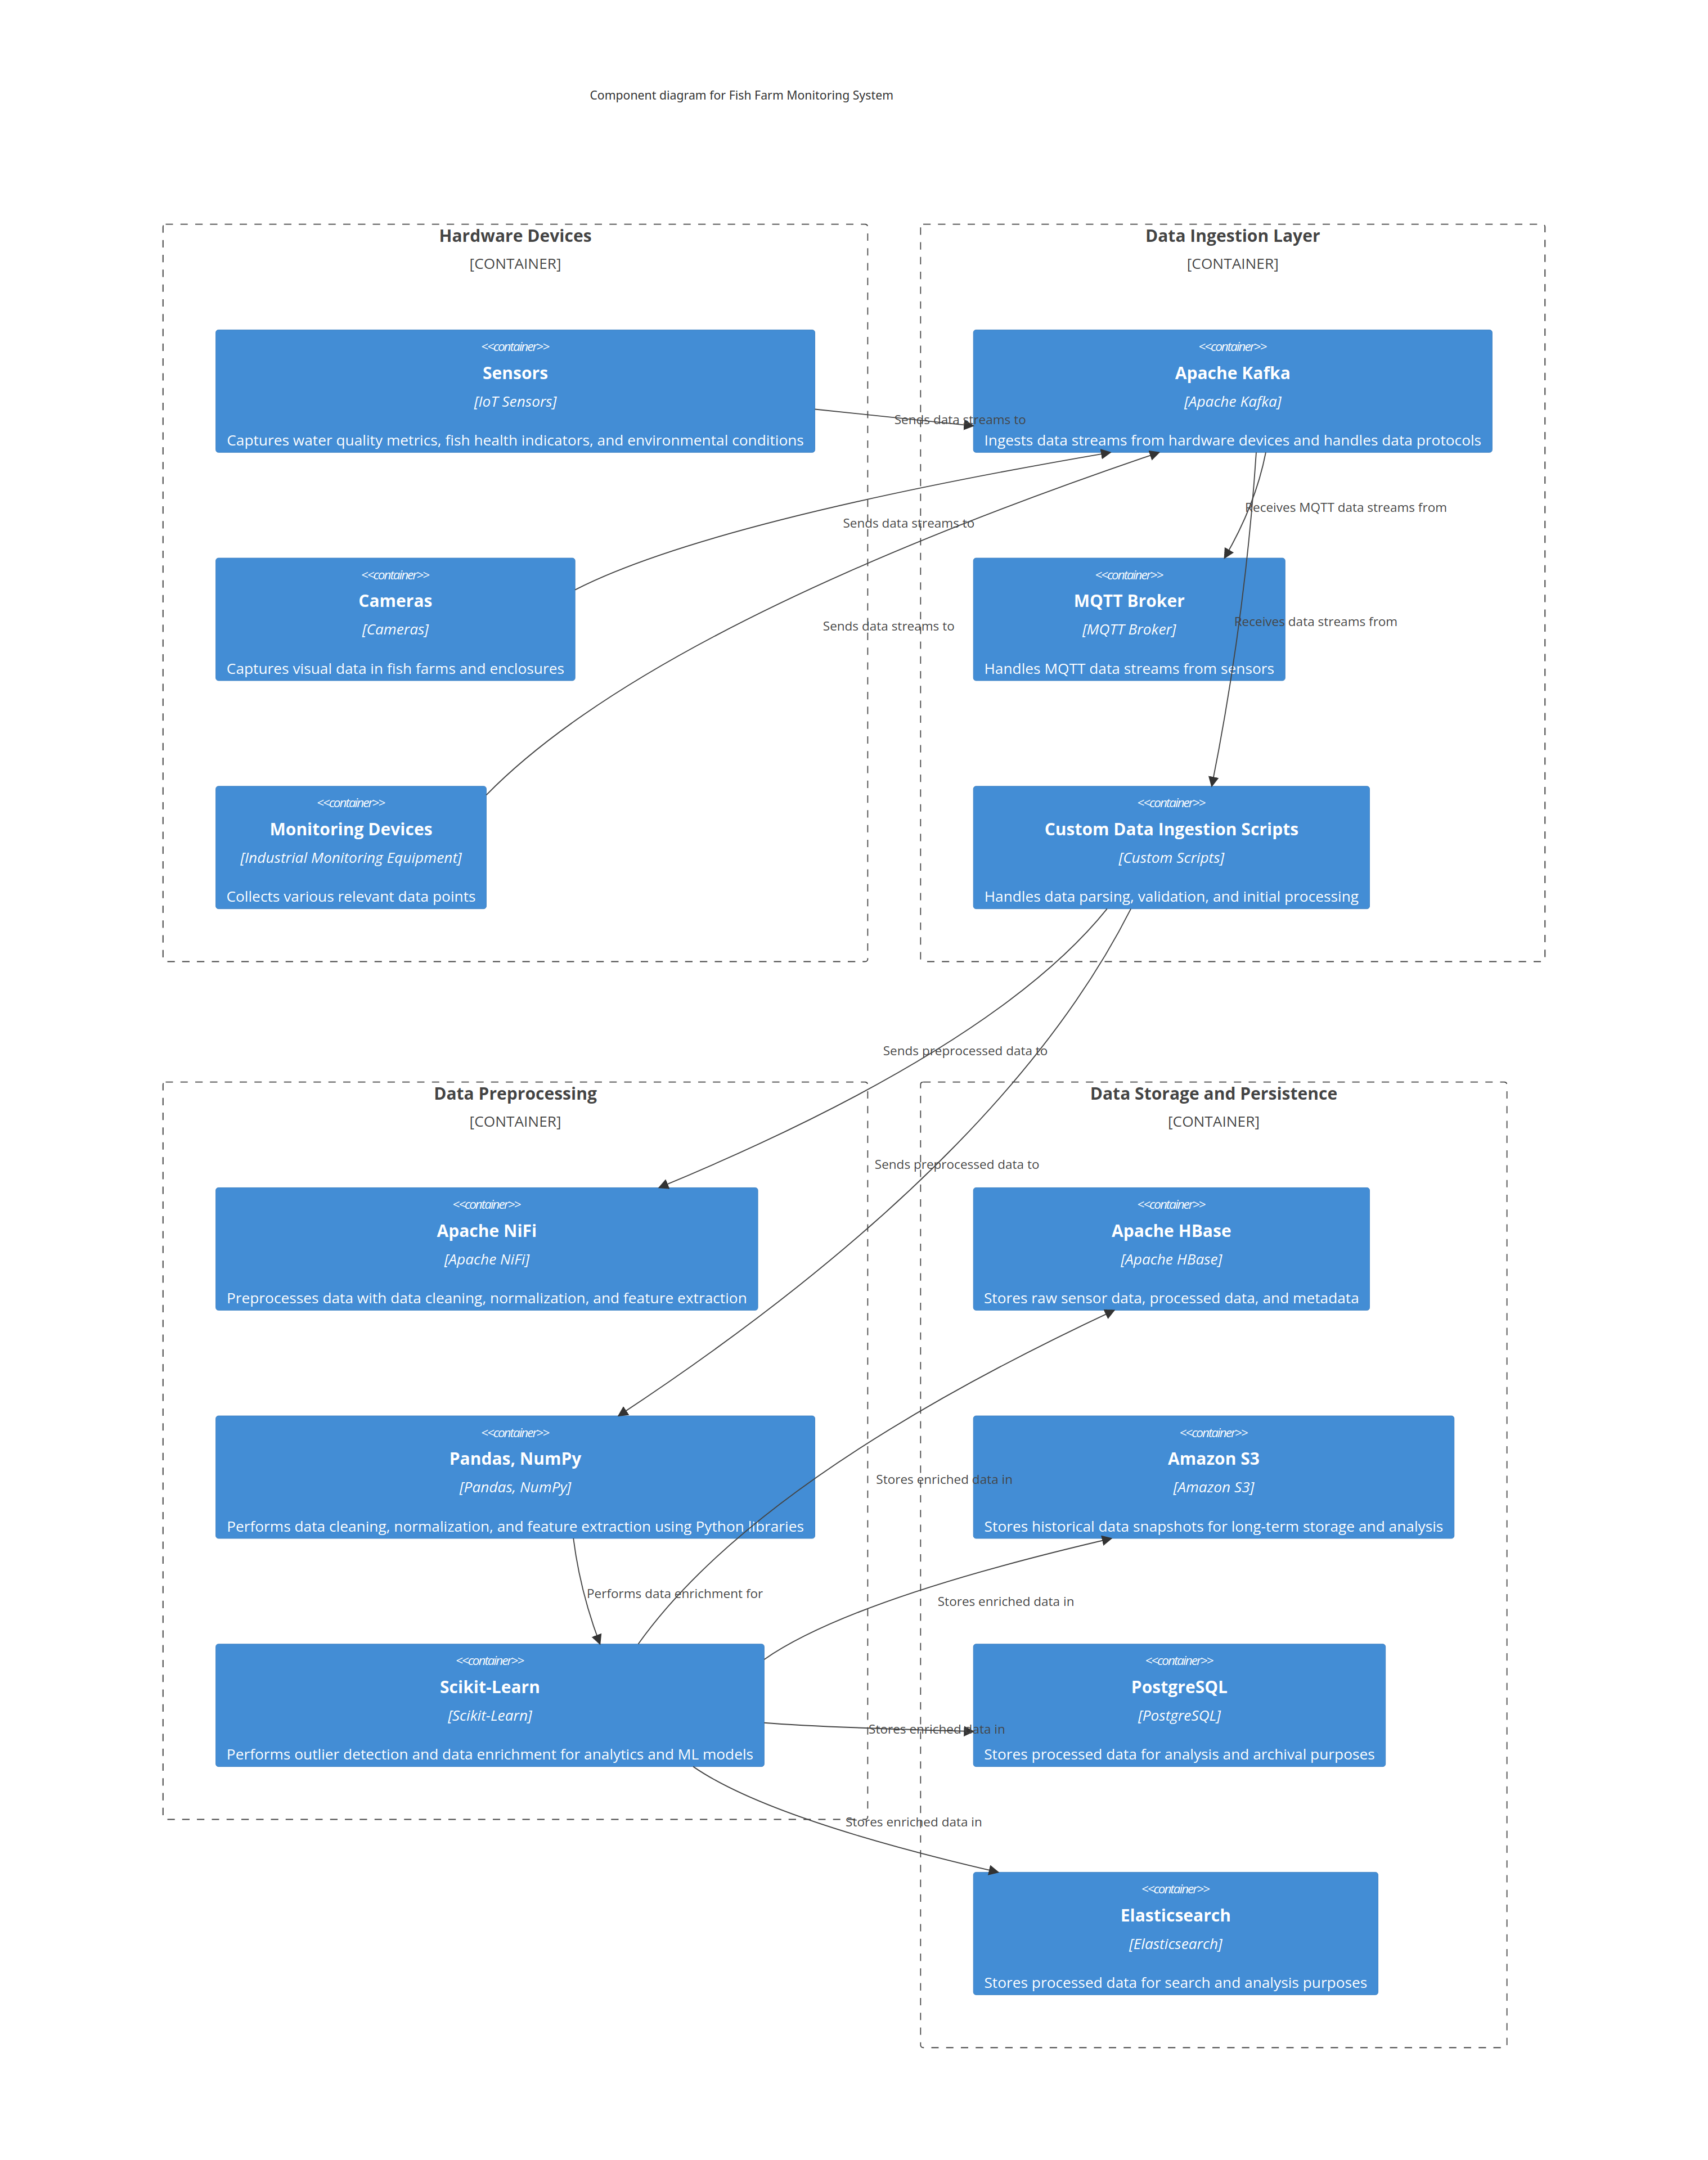 Component diagram for Fish Farm Monitoring System
Hardware Devices
[CONTAINER]
<<container>>
Sensors
[IoT Sensors]
Captures water quality metrics, fish health indicators, and environmental conditions
<<container>>
Cameras
[Cameras]
Captures visual data in fish farms and enclosures
<<container>>
Monitoring Devices
[Industrial Monitoring Equipment]
Collects various relevant data points
Data Ingestion Layer
[CONTAINER]
<<container>>
Apache Kafka
[Apache Kafka]
Ingests data streams from hardware devices and handles data protocols
<<container>>
MQTT Broker
[MQTT Broker]
Handles MQTT data streams from sensors
<<container>>
Custom Data Ingestion Scripts
[Custom Scripts]
Handles data parsing, validation, and initial processing
Sends data streams to
Sends data streams to
Sends data streams to
Receives MQTT data streams from
Receives data streams from
Sends preprocessed data to
Sends preprocessed data to
Data Preprocessing
[CONTAINER]
<<container>>
Apache NiFi
[Apache NiFi]
Preprocesses data with data cleaning, normalization, and feature extraction
<<container>>
Pandas, NumPy
[Pandas, NumPy]
Performs data cleaning, normalization, and feature extraction using Python libraries
Performs data enrichment for
<<container>>
Scikit-Learn
[Scikit-Learn]
Performs outlier detection and data enrichment for analytics and ML models
Data Storage and Persistence
[CONTAINER]
<<container>>
Apache HBase
[Apache HBase]
Stores raw sensor data, processed data, and metadata
<<container>>
Amazon S3
[Amazon S3]
Stores historical data snapshots for long-term storage and analysis
<<container>>
PostgreSQL
[PostgreSQL]
Stores processed data for analysis and archival purposes
<<container>>
Elasticsearch
[Elasticsearch]
Stores processed data for search and analysis purposes
Stores enriched data in
Stores enriched data in
Stores enriched data in
Stores enriched data in